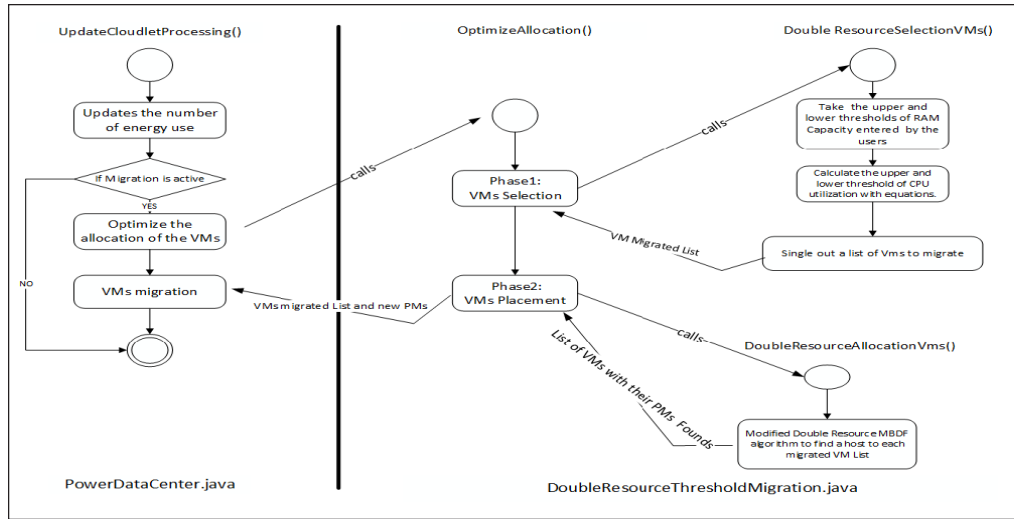 UpdateCloudletProcessing()
Updates the number
of energy use
If Migration is active
YES
NO
Optimize the
allocation of the VMs
VMs migration
PowerDataCenter.java
OptimizeAllocation()
calls
Phase1:
VMs Selection
calls
VM Migrated List
Phase2:
VMs Placement
VMs migrated List and new PMs
calls
List of VMs with their PMs Founds
Double ResourceSelectionVMs()
Take the upper and
lower thresholds of RAM
Capacity entered by the
users
Calculate the upper and
lower threshold of CPU
utilization with equations.
Single out a list of Vms to migrate
DoubleResourceAllocationVms()
Modified Double Resource MBDF
algorithm to find a host to each
migrated VM List
DoubleResourceThresholdMigration.java